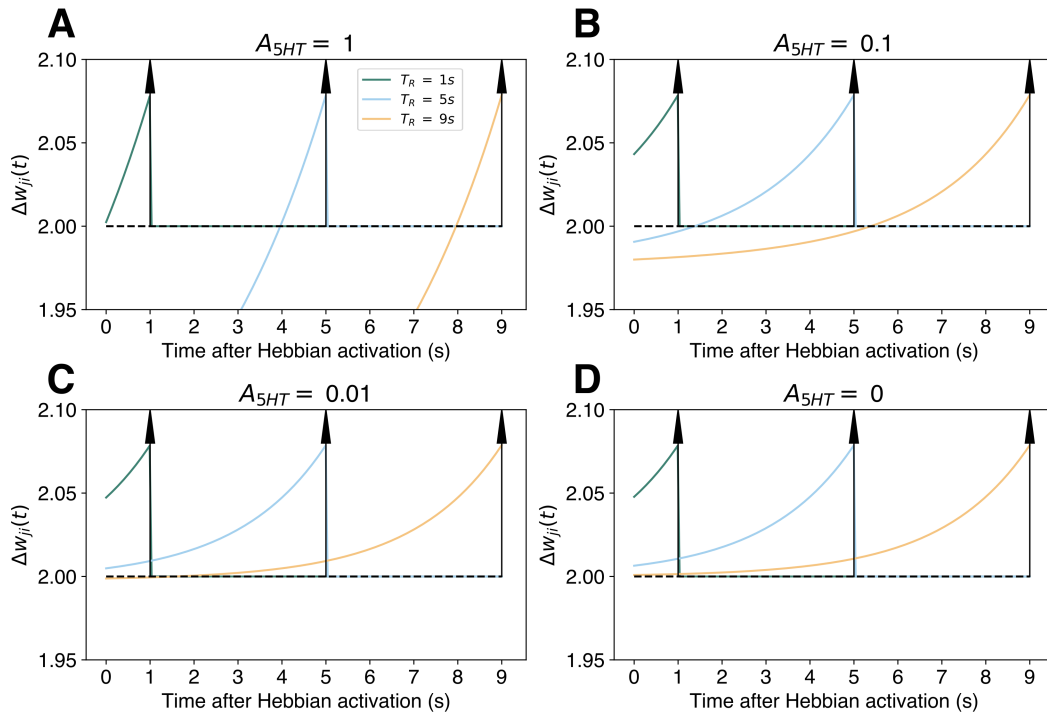 A
A5HT = 1
2.10
2.05
2.00
1.95
Δwji(t)
TR = 1s
TR = 5s
TR = 9s
0 1 2 3 4 5 6 7 8 9
Time after Hebbian activation (s)
B
A5HT = 0.1
2.10
2.05
2.00
1.95
Δwji(t)
0 1 2 3 4 5 6 7 8 9
Time after Hebbian activation (s)
C
A5HT = 0.01
2.10
2.05
2.00
1.95
Δwji(t)
0 1 2 3 4 5 6 7 8 9
Time after Hebbian activation (s)
D
A5HT = 0
2.10
2.05
2.00
1.95
Δwji(t)
0 1 2 3 4 5 6 7 8 9
Time after Hebbian activation (s)